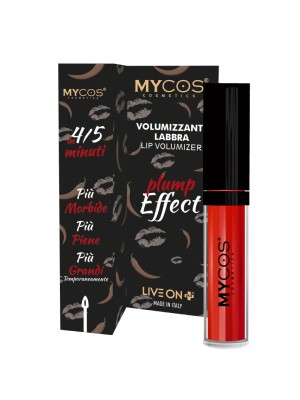 MYCOS®
COSMETICS
in 4/5
minuti
Più
Morbide
Più
Piene
Più
Grandi
Temporaneamente
MYCOS®
COSMETICS
VOLUMIZZANTE
LABBRA
LIP VOLUMIZER
plump
Effect
LIVE ON
MADE IN ITALY
MYCOS®
COSMETICS